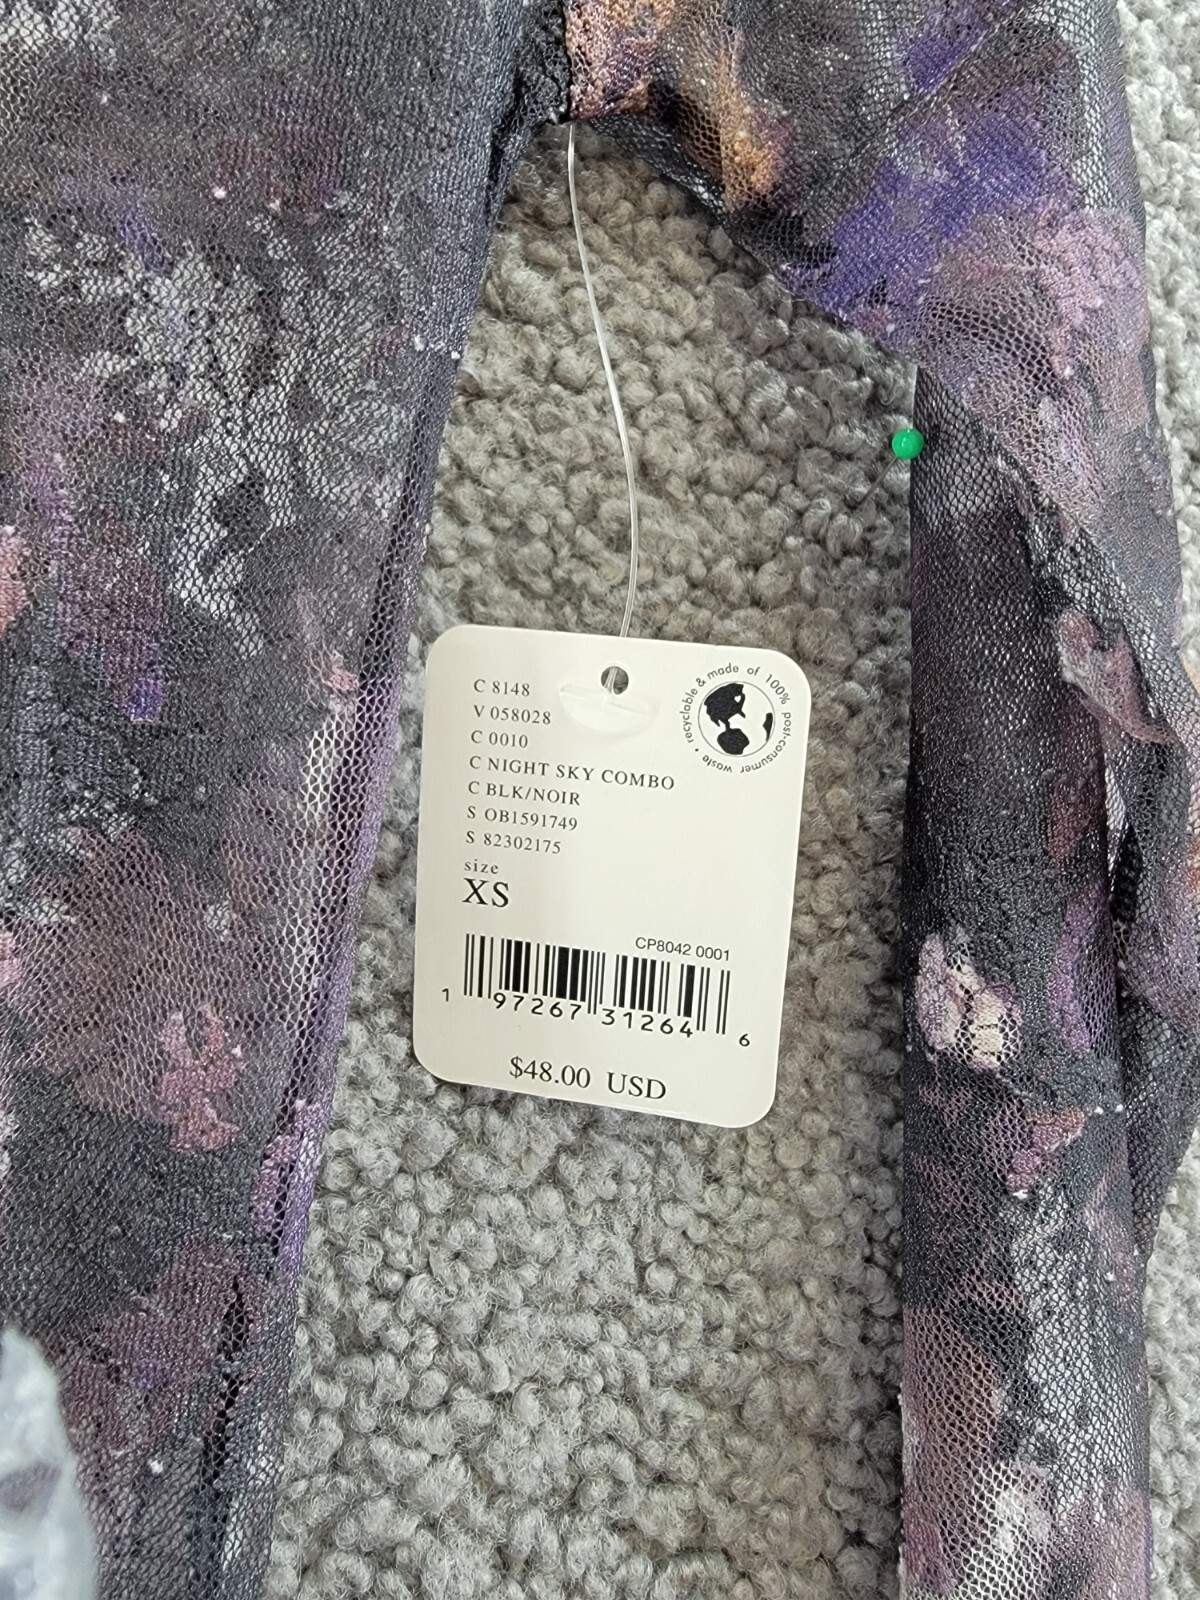 C 8148
V 058028
C 0010
C NIGHT SKY COMBO
C BLK/NOIR
S OB1591749
S 82302175
size
XS
recyclable & made of 100% post-consumer waste •
CP8042 0001
1 97267 31264 6
$48.00 USD